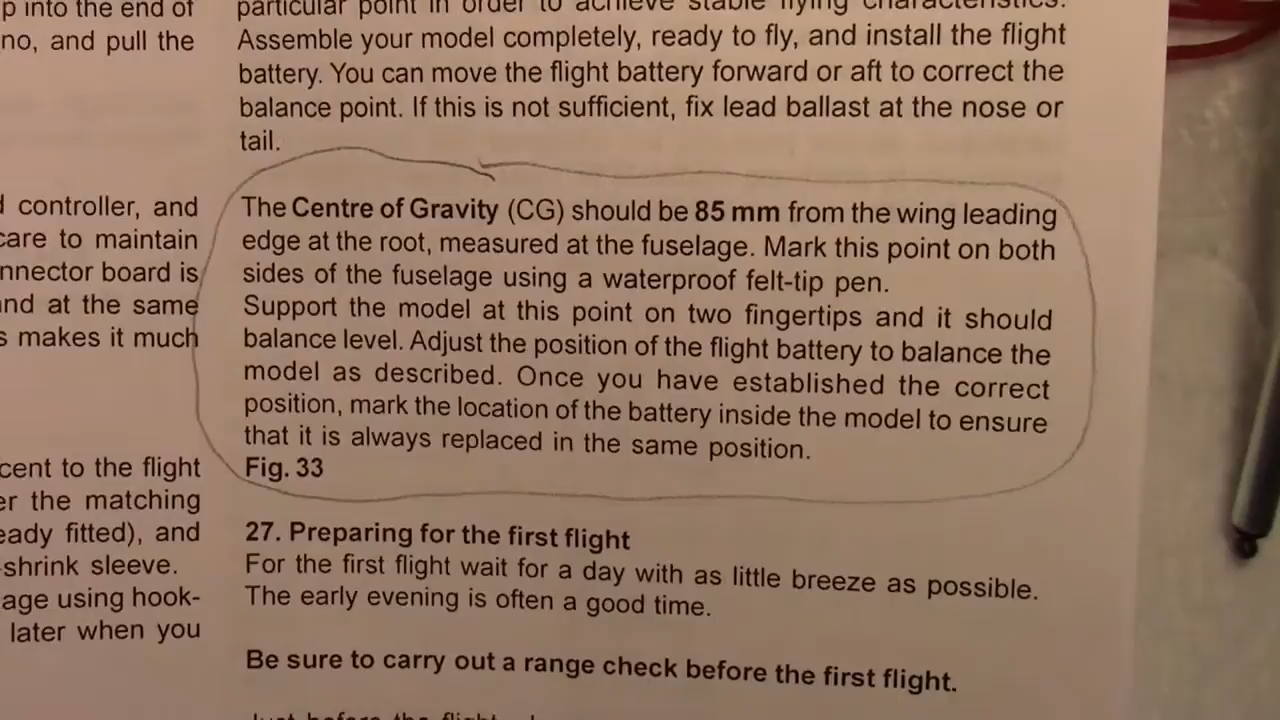 p into the end of
no, and pull the
controller, and
care to maintain
nnector board is
and at the same
s makes it much
cent to the flight
er the matching
eady fitted), and
-shrink sleeve.
age using hook-
later when you
particular point in order to achieve stable flying characteristics.
Assemble your model completely, ready to fly, and install the flight
battery. You can move the flight battery forward or aft to correct the
balance point. If this is not sufficient, fix lead ballast at the nose or
tail.
The Centre of Gravity (CG) should be 85 mm from the wing leading
edge at the root, measured at the fuselage. Mark this point on both
sides of the fuselage using a waterproof felt-tip pen.
Support the model at this point on two fingertips and it should
balance level. Adjust the position of the flight battery to balance the
model as described. Once you have established the correct
position, mark the location of the battery inside the model to ensure
that it is always replaced in the same position.
Fig. 33
27. Preparing for the first flight
For the first flight wait for a day with as little breeze as possible.
The early evening is often a good time.
Be sure to carry out a range check before the first flight.
Just before the flight